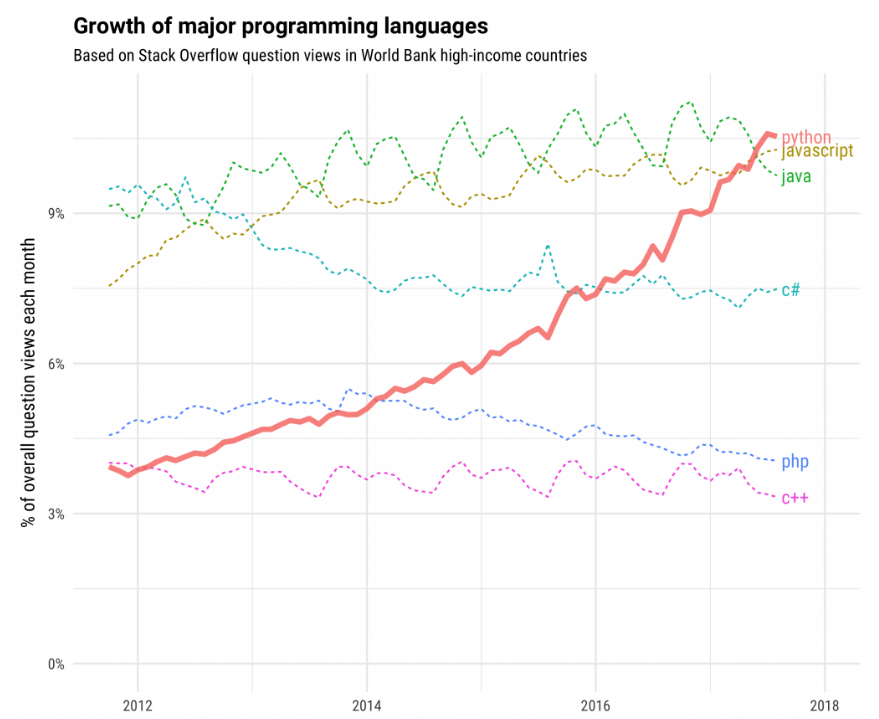 Growth of major programming languages
Based on Stack Overflow question views in World Bank high-income countries
% of overall question views each month
9%
6%
3%
0%
python
javascript
java
c#
php
c++
2012
2014
2016
2018